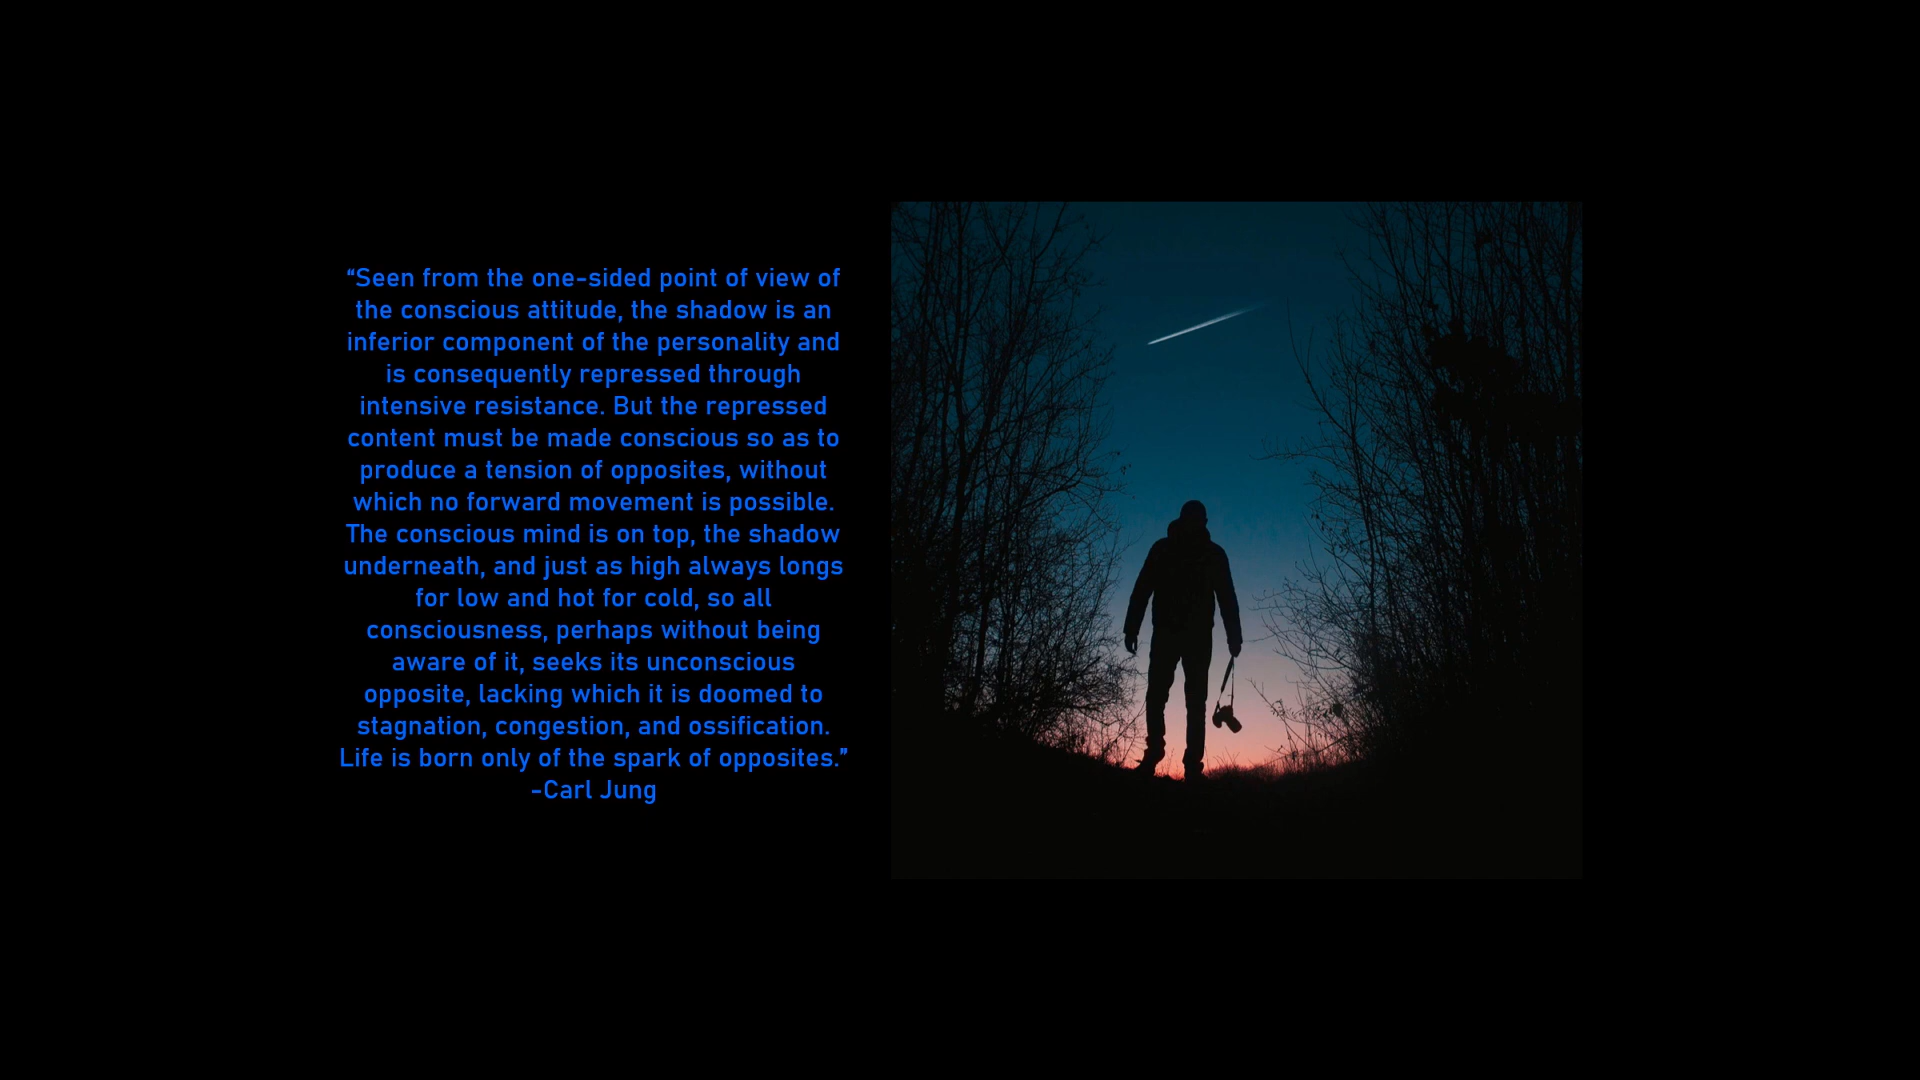 “Seen from the one-sided point of view of
the conscious attitude, the shadow is an
inferior component of the personality and
is consequently repressed through
intensive resistance. But the repressed
content must be made conscious so as to
produce a tension of opposites, without
which no forward movement is possible.
The conscious mind is on top, the shadow
underneath, and just as high always longs
for low and hot for cold, so all
consciousness, perhaps without being
aware of it, seeks its unconscious
opposite, lacking which it is doomed to
stagnation, congestion, and ossification.
Life is born only of the spark of opposites.”
-Carl Jung